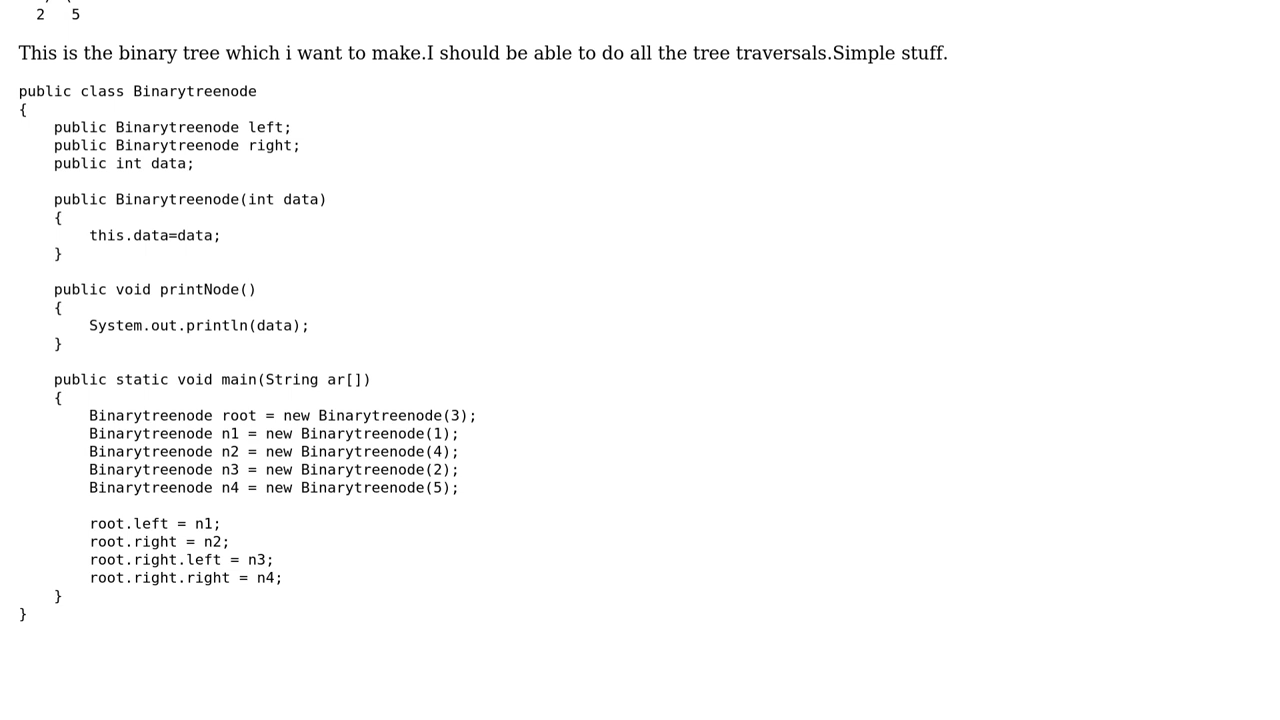 2   5
This is the binary tree which i want to make.I should be able to do all the tree traversals.Simple stuff.
public class Binarytreenode
{
    public Binarytreenode left;
    public Binarytreenode right;
    public int data;

    public Binarytreenode(int data)
    {
        this.data=data;
    }

    public void printNode()
    {
        System.out.println(data);
    }

    public static void main(String ar[])
    {
        Binarytreenode root = new Binarytreenode(3);
        Binarytreenode n1 = new Binarytreenode(1);
        Binarytreenode n2 = new Binarytreenode(4);
        Binarytreenode n3 = new Binarytreenode(2);
        Binarytreenode n4 = new Binarytreenode(5);

        root.left = n1;
        root.right = n2;
        root.right.left = n3;
        root.right.right = n4;
    }
}